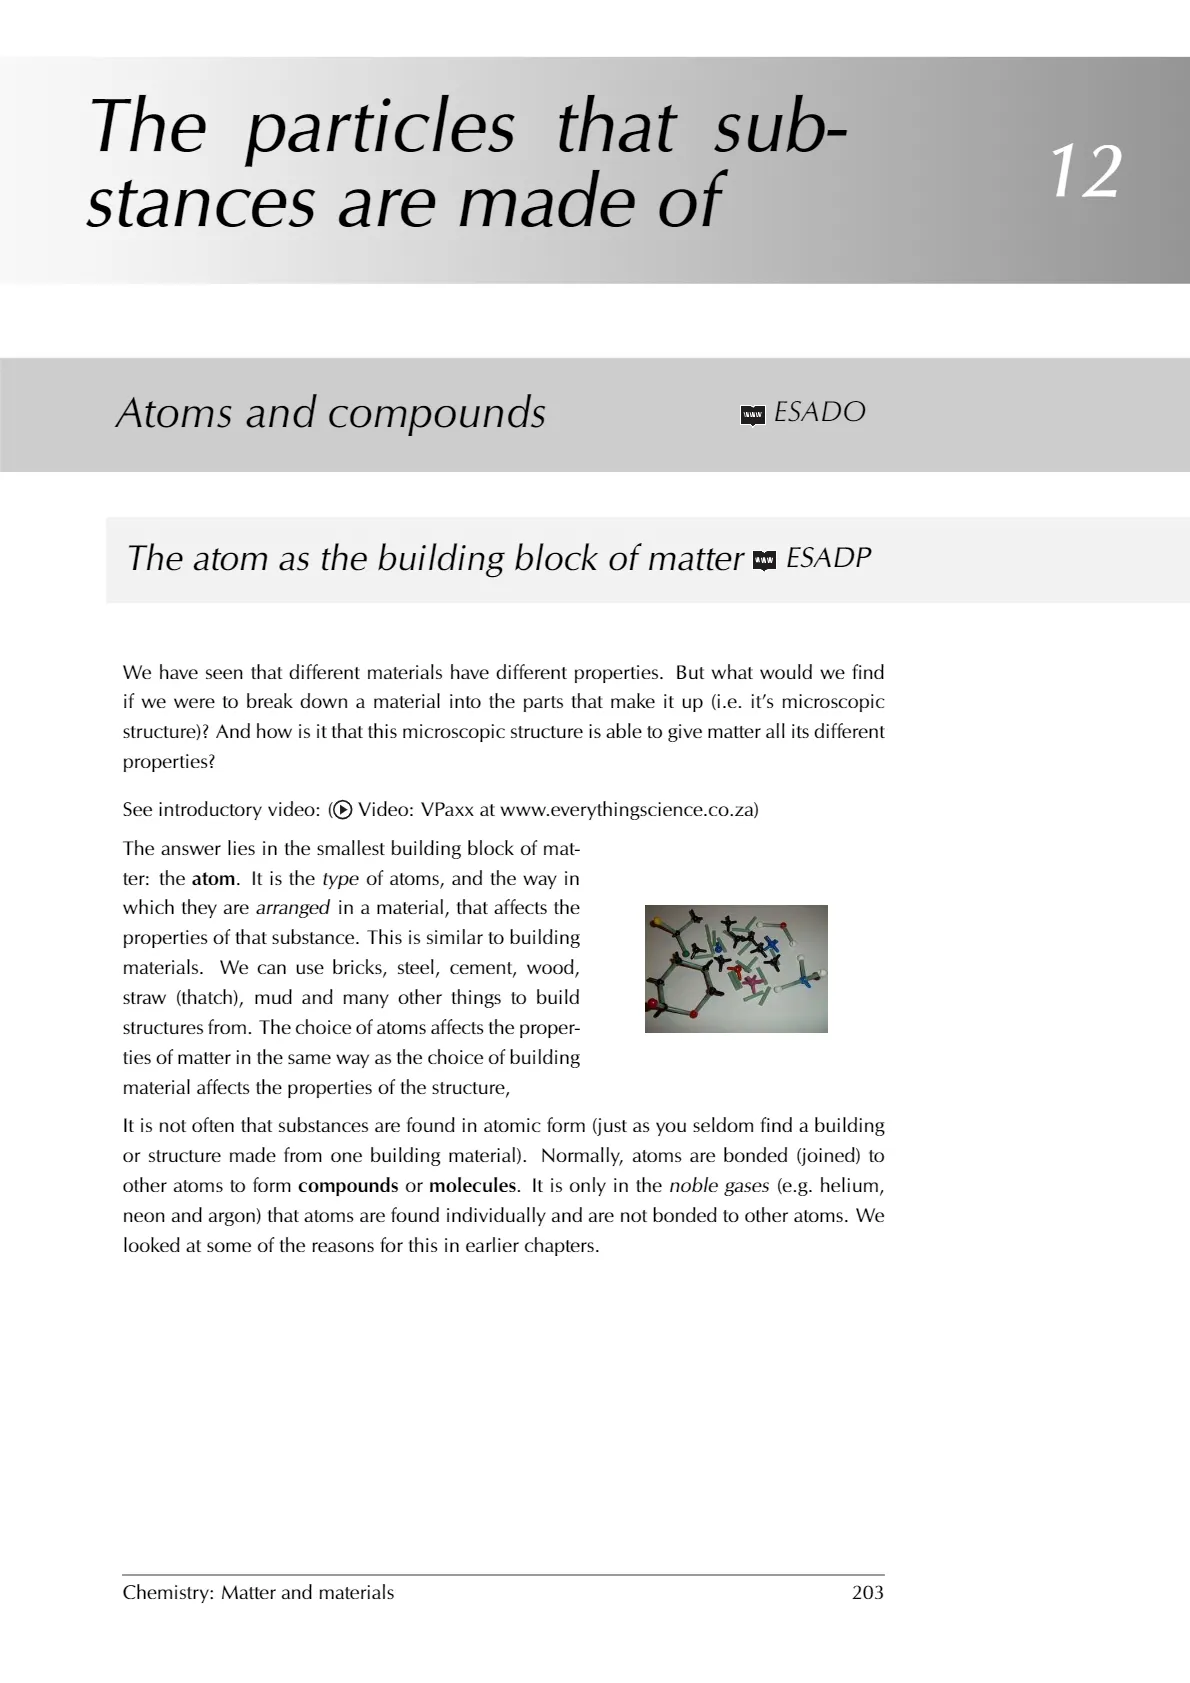 The particles that sub-
stances are made of
12
Atoms and compounds
www ESADO
The atom as the building block of matter www ESADP
We have seen that different materials have different properties. But what would we find
if we were to break down a material into the parts that make it up (i.e. it’s microscopic
structure)? And how is it that this microscopic structure is able to give matter all its different
properties?
See introductory video: ( Video: VPaxx at www.everythingscience.co.za)
The answer lies in the smallest building block of mat-
ter: the atom. It is the type of atoms, and the way in
which they are arranged in a material, that affects the
properties of that substance. This is similar to building
materials. We can use bricks, steel, cement, wood,
straw (thatch), mud and many other things to build
structures from. The choice of atoms affects the proper-
ties of matter in the same way as the choice of building
material affects the properties of the structure,
It is not often that substances are found in atomic form (just as you seldom find a building
or structure made from one building material). Normally, atoms are bonded (joined) to
other atoms to form compounds or molecules. It is only in the noble gases (e.g. helium,
neon and argon) that atoms are found individually and are not bonded to other atoms. We
looked at some of the reasons for this in earlier chapters.
Chemistry: Matter and materials
203